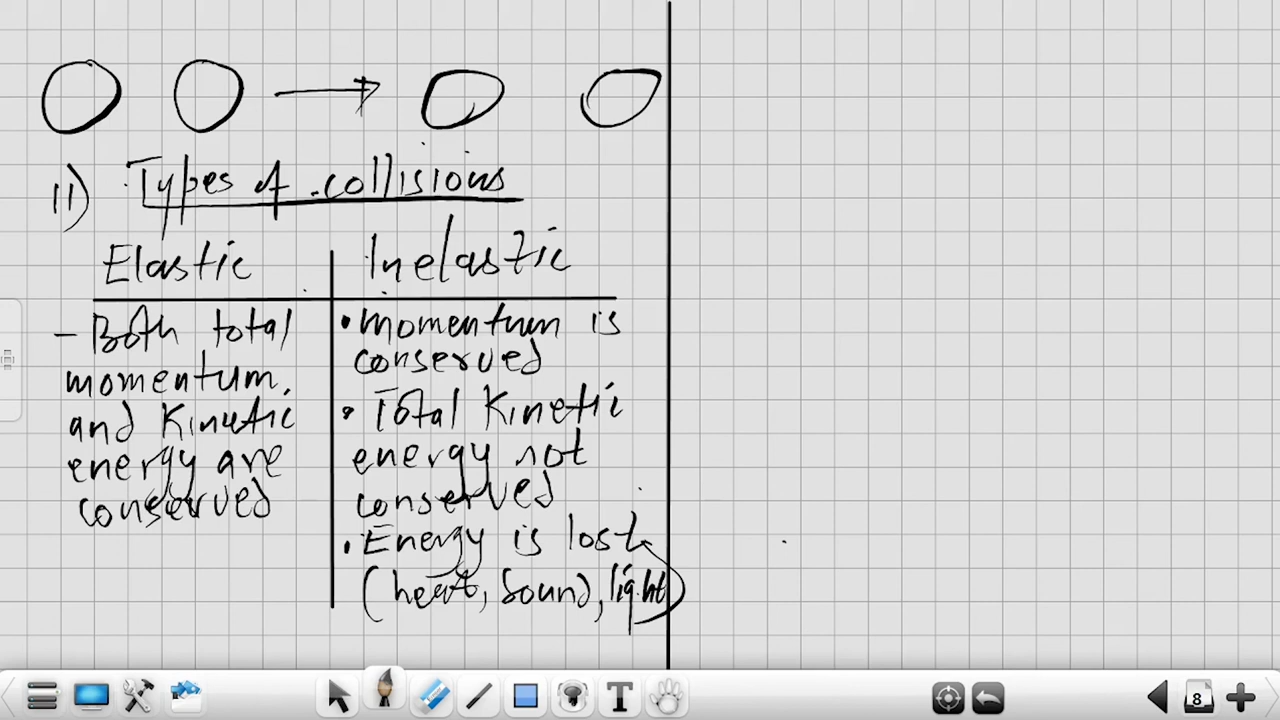 11) Types of collisions
Elastic
- Both total
momentum,
and Kinetic
energy are
conserved
Inelastic
• momentum is
conserved
• Total Kinetic
energy not
conserved
• Energy is lost
(heat, sound, light)
T
8